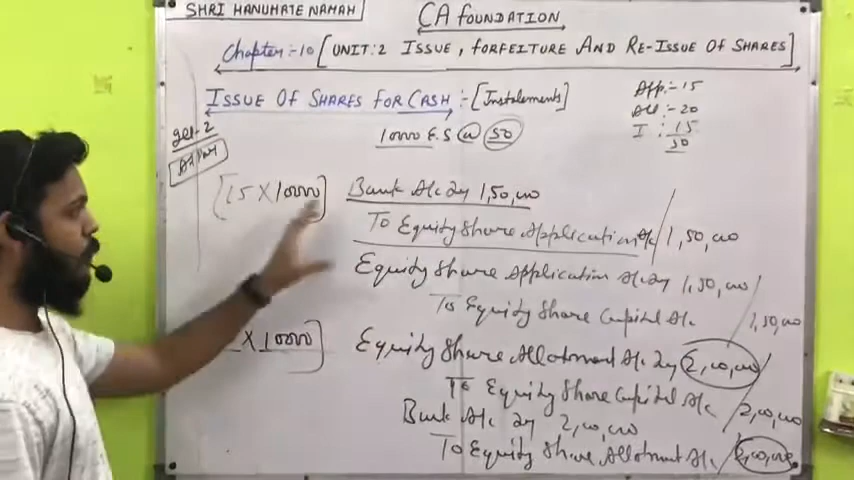 SHRI HANUMATE NAMAH
CA FOUNDATION
Chapter:-10 [UNIT:2 ISSUE, FORFEITURE AND RE-ISSUE OF SHARES]
ISSUE OF SHARES FOR CASH:- [Instalments]
10000 E.S @ 50
App:- 15
All:- 20
I : 15
50
[15 X 10000]
Bank A/c Dr 1,50,000
To Equity Share Application A/c 1,50,000
Equity Share Application A/c Dr 1,50,000
To Equity Share Capital A/c 1,50,000
X 10000]
Equity Share Allotment A/c Dr 2,00,000
To Equity Share Capital A/c 2,00,000
Bank A/c Dr 2,00,000
To Equity Share Allotment A/c 2,00,000